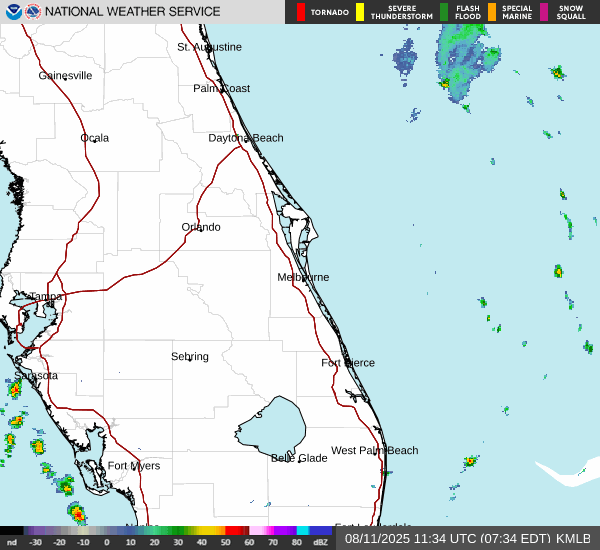 NATIONAL WEATHER SERVICE
TORNADO
SEVERE THUNDERSTORM
FLASH FLOOD
SPECIAL MARINE
SNOW SQUALL
St. Augustine
Gainesville
Palm Coast
Ocala
Daytona Beach
Orlando
Melbourne
Tampa
Sebring
Fort Pierce
Sarasota
West Palm Beach
Belle Glade
Fort Myers
nd -30 -20 -10 0 10 20 30 40 50 60 70 80 dBZ
08/11/2025 11:34 UTC (07:34 EDT) KMLB